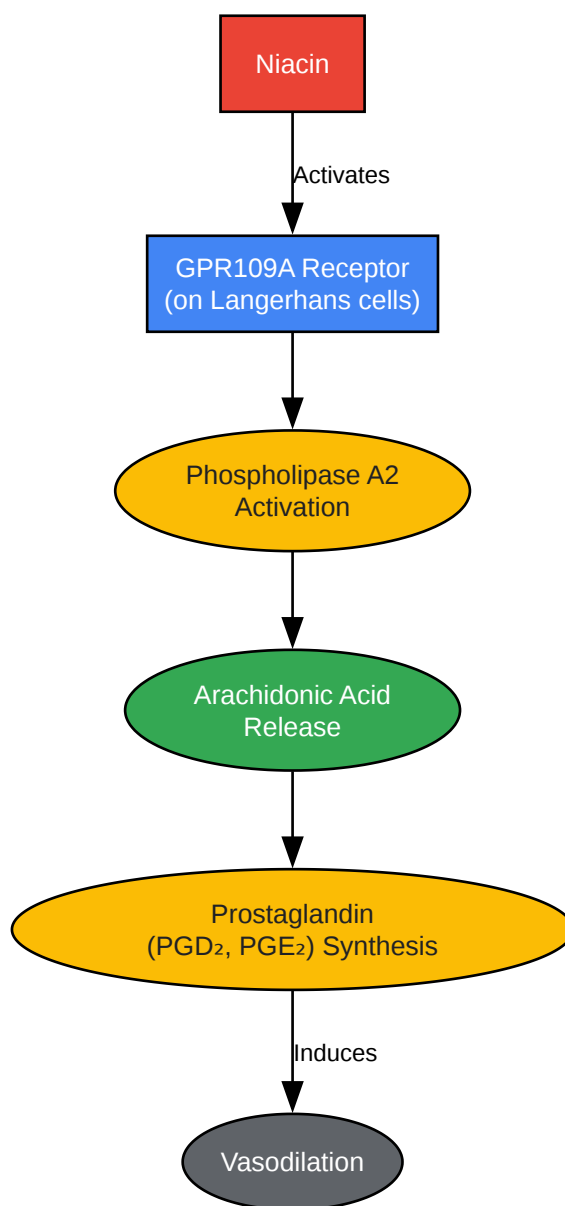 Niacin
Activates
GPR109A Receptor
(on Langerhans cells)
Phospholipase A2
Activation
Arachidonic Acid
Release
Prostaglandin
(PGD₂, PGE₂) Synthesis
Induces
Vasodilation